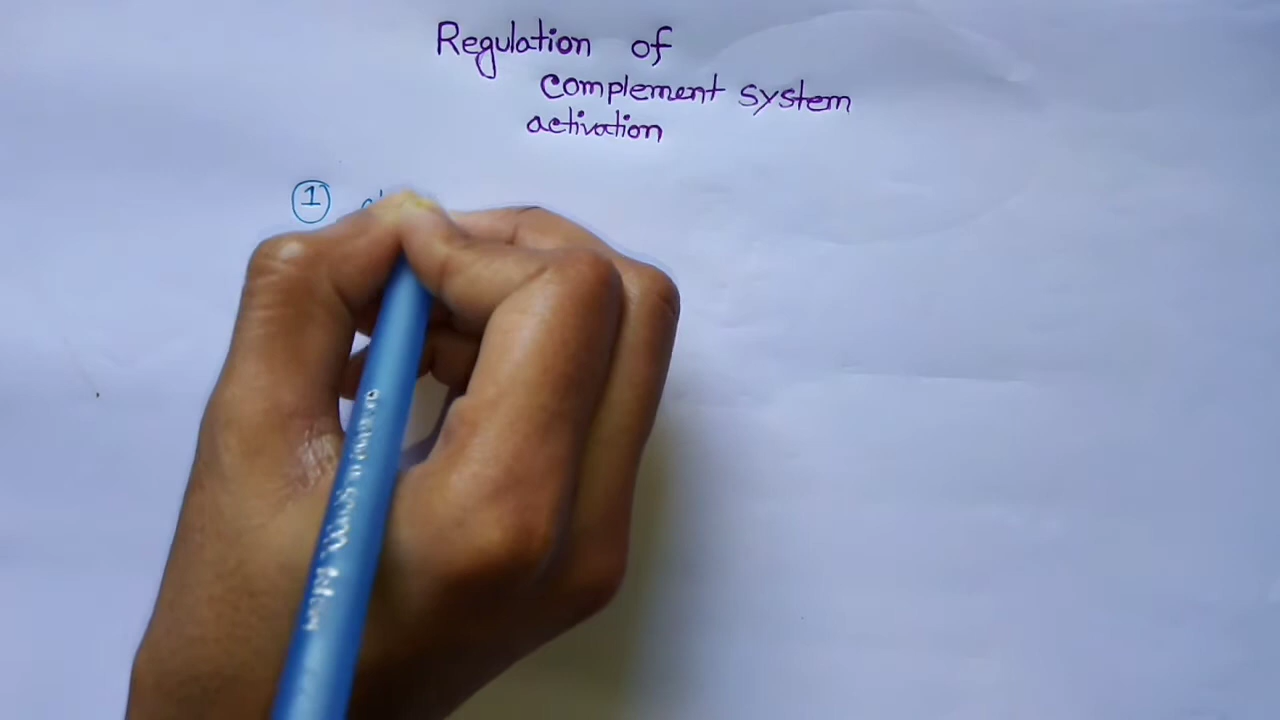 Regulation of
complement system
activation
1